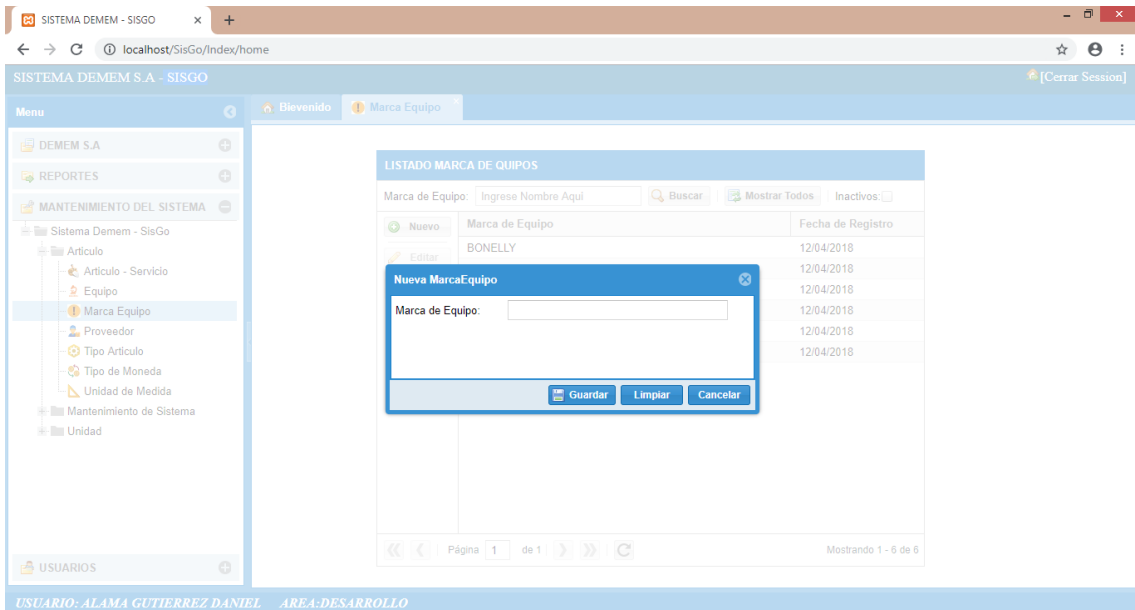 SISTEMA DEMEM - SISGO
localhost/SisGo/Index/home
SISTEMA DEMEM S.A - SISGO
[Cerrar Session]
Menu
Bievenido
Marca Equipo
DEMEM S.A
REPORTES
MANTENIMIENTO DEL SISTEMA
Sistema Demem - SisGo
Articulo
Articulo - Servicio
Equipo
Marca Equipo
Proveedor
Tipo Articulo
Tipo de Moneda
Unidad de Medida
Mantenimiento de Sistema
Unidad
USUARIOS
LISTADO MARCA DE QUIPOS
Marca de Equipo: Ingrese Nombre Aqui Buscar Mostrar Todos Inactivos:
Nuevo
Editar
Marca de Equipo Fecha de Registro
BONELLY 12/04/2018
12/04/2018
12/04/2018
12/04/2018
12/04/2018
12/04/2018
Nueva MarcaEquipo
Marca de Equipo:
Guardar Limpiar Cancelar
Página 1 de 1 Mostrando 1 - 6 de 6
USUARIO: ALAMA GUTIERREZ DANIEL AREA:DESARROLLO